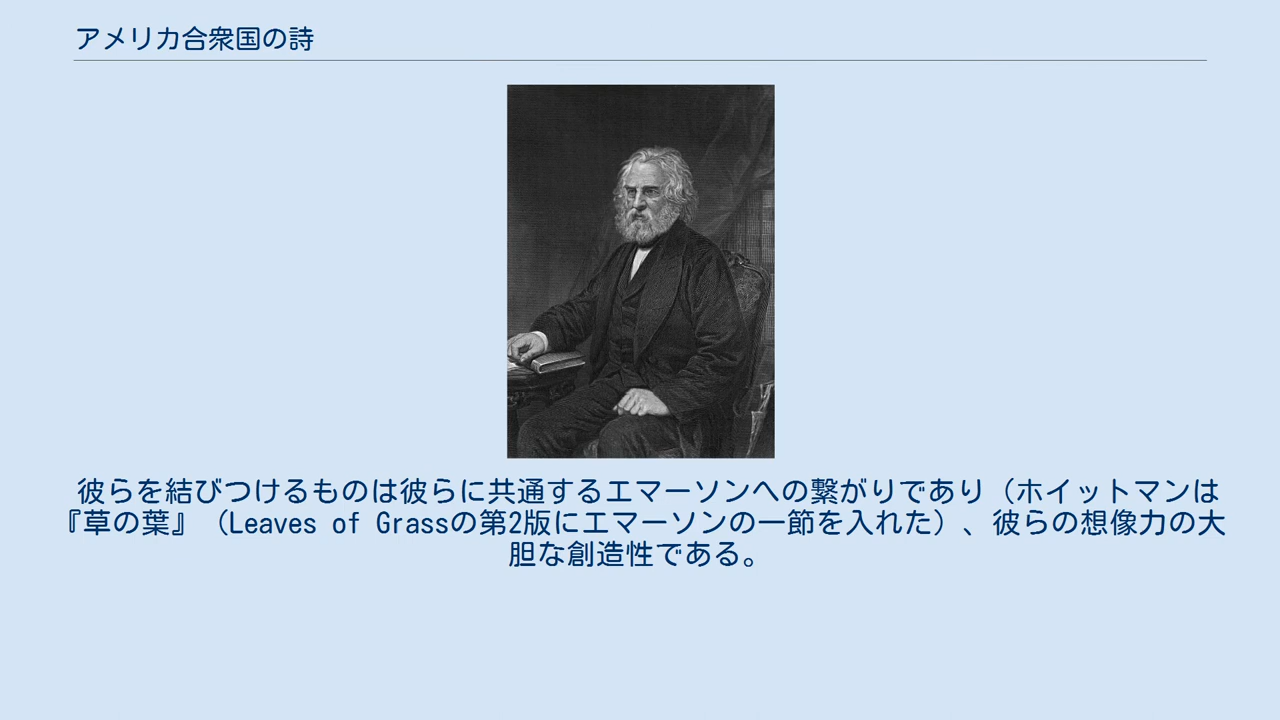 アメリカ合衆国の詩
彼らを結びつけるものは彼らに共通するエマーソンへの繋がりであり（ホイットマンは
『草の葉』（Leaves of Grassの第2版にエマーソンの一節を入れた）、彼らの想像力の大
胆な創造性である。